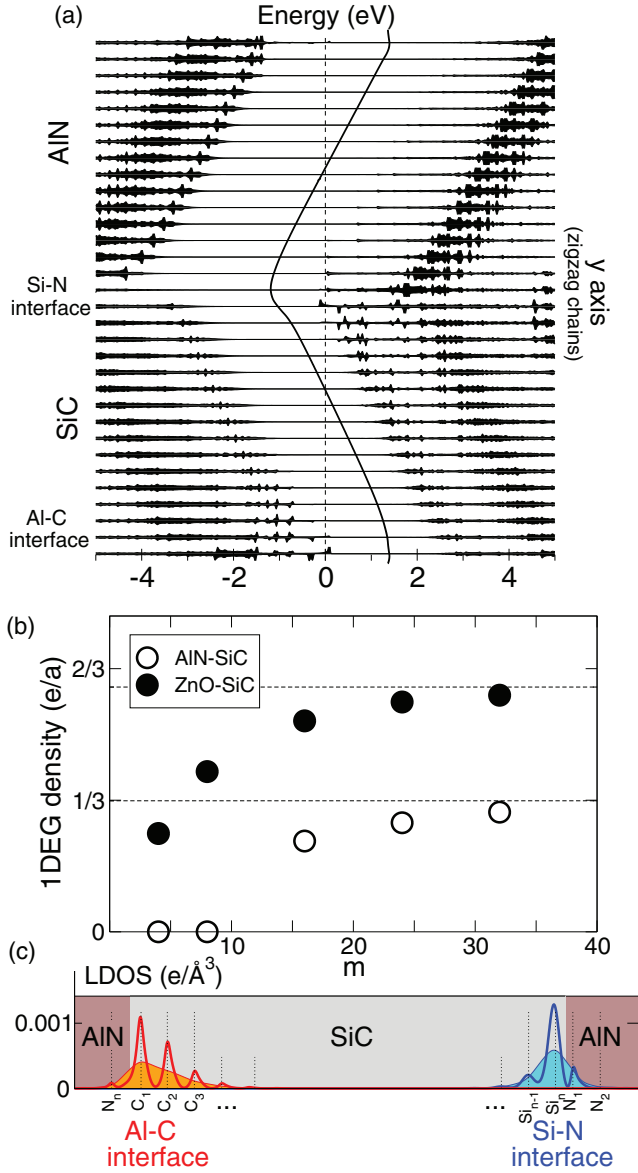 (a)
Energy (eV)
AlN
Si-N
interface
SiC
Al-C
interface
y axis
(zigzag chains)
-4 -2 0 2 4
(b)
AlN-SiC
ZnO-SiC
1DEG density (e/a)
2/3
1/3
0
10 20 30 40
m
(c)
LDOS (e/Å³)
0.001
0
AlN SiC AlN
Nₙ C₁ C₂ C₃ ... ... Siₙ₋₁ Siₙ N₁ N₂
Al-C
interface
Si-N
interface